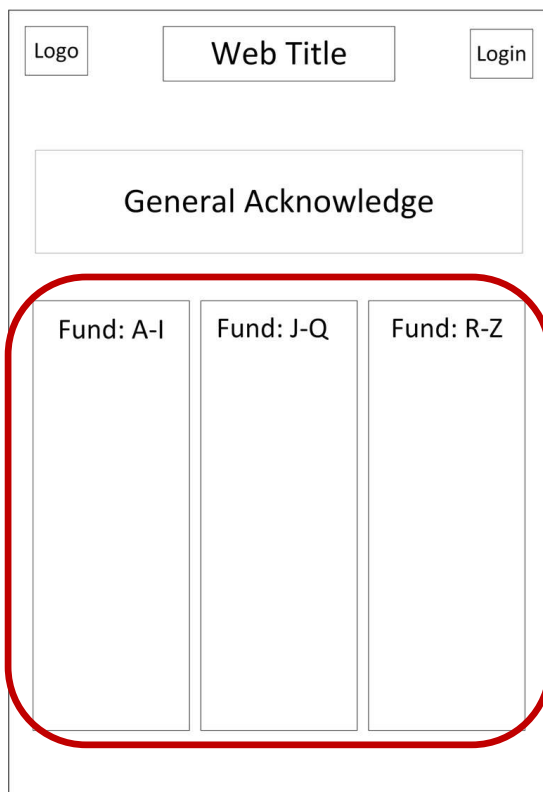 Logo
Web Title
Login
General Acknowledge
Fund: A-I
Fund: J-Q
Fund: R-Z